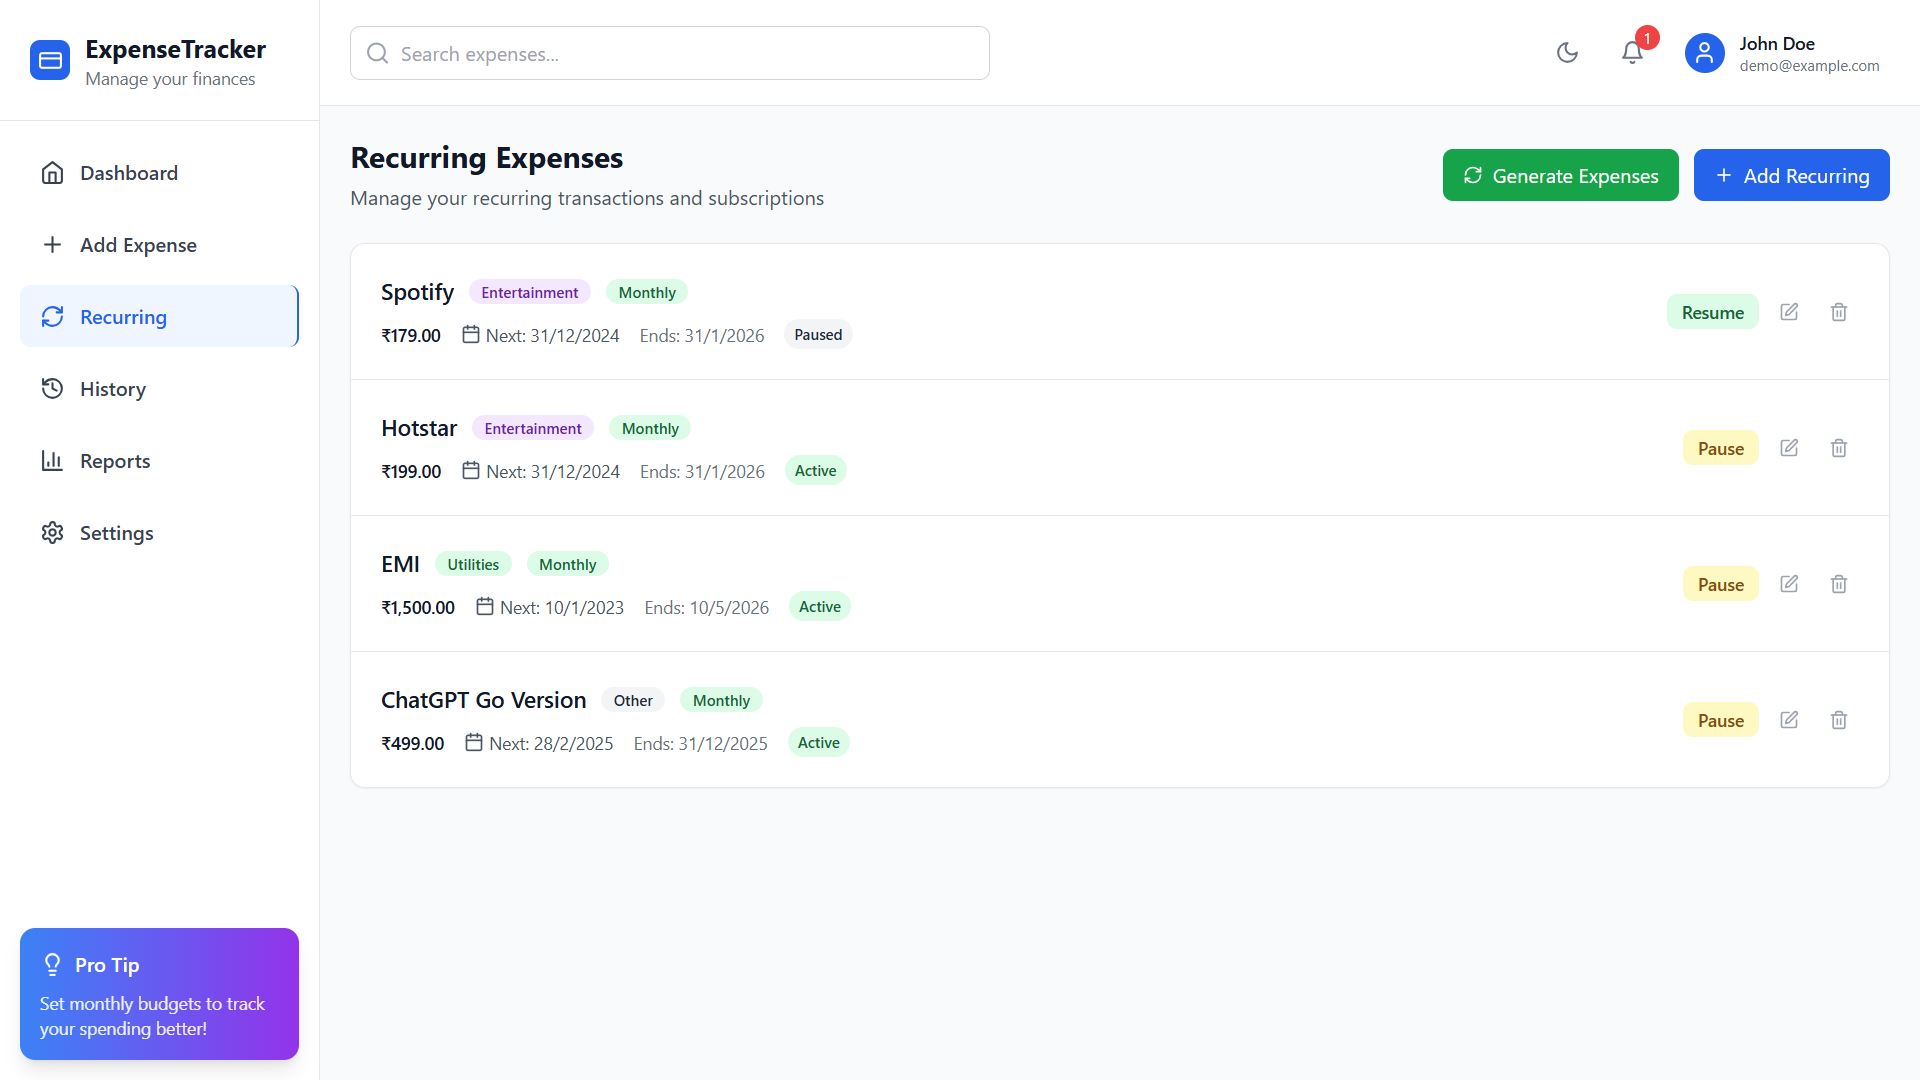 ExpenseTracker
Manage your finances
Search expenses...
1
John Doe
demo@example.com
Dashboard
Add Expense
Recurring
History
Reports
Settings
Pro Tip
Set monthly budgets to track
your spending better!
Recurring Expenses
Manage your recurring transactions and subscriptions
Generate Expenses
Add Recurring
Spotify Entertainment Monthly
₹179.00 Next: 31/12/2024 Ends: 31/1/2026 Paused
Resume
Hotstar Entertainment Monthly
₹199.00 Next: 31/12/2024 Ends: 31/1/2026 Active
Pause
EMI Utilities Monthly
₹1,500.00 Next: 10/1/2023 Ends: 10/5/2026 Active
Pause
ChatGPT Go Version Other Monthly
₹499.00 Next: 28/2/2025 Ends: 31/12/2025 Active
Pause